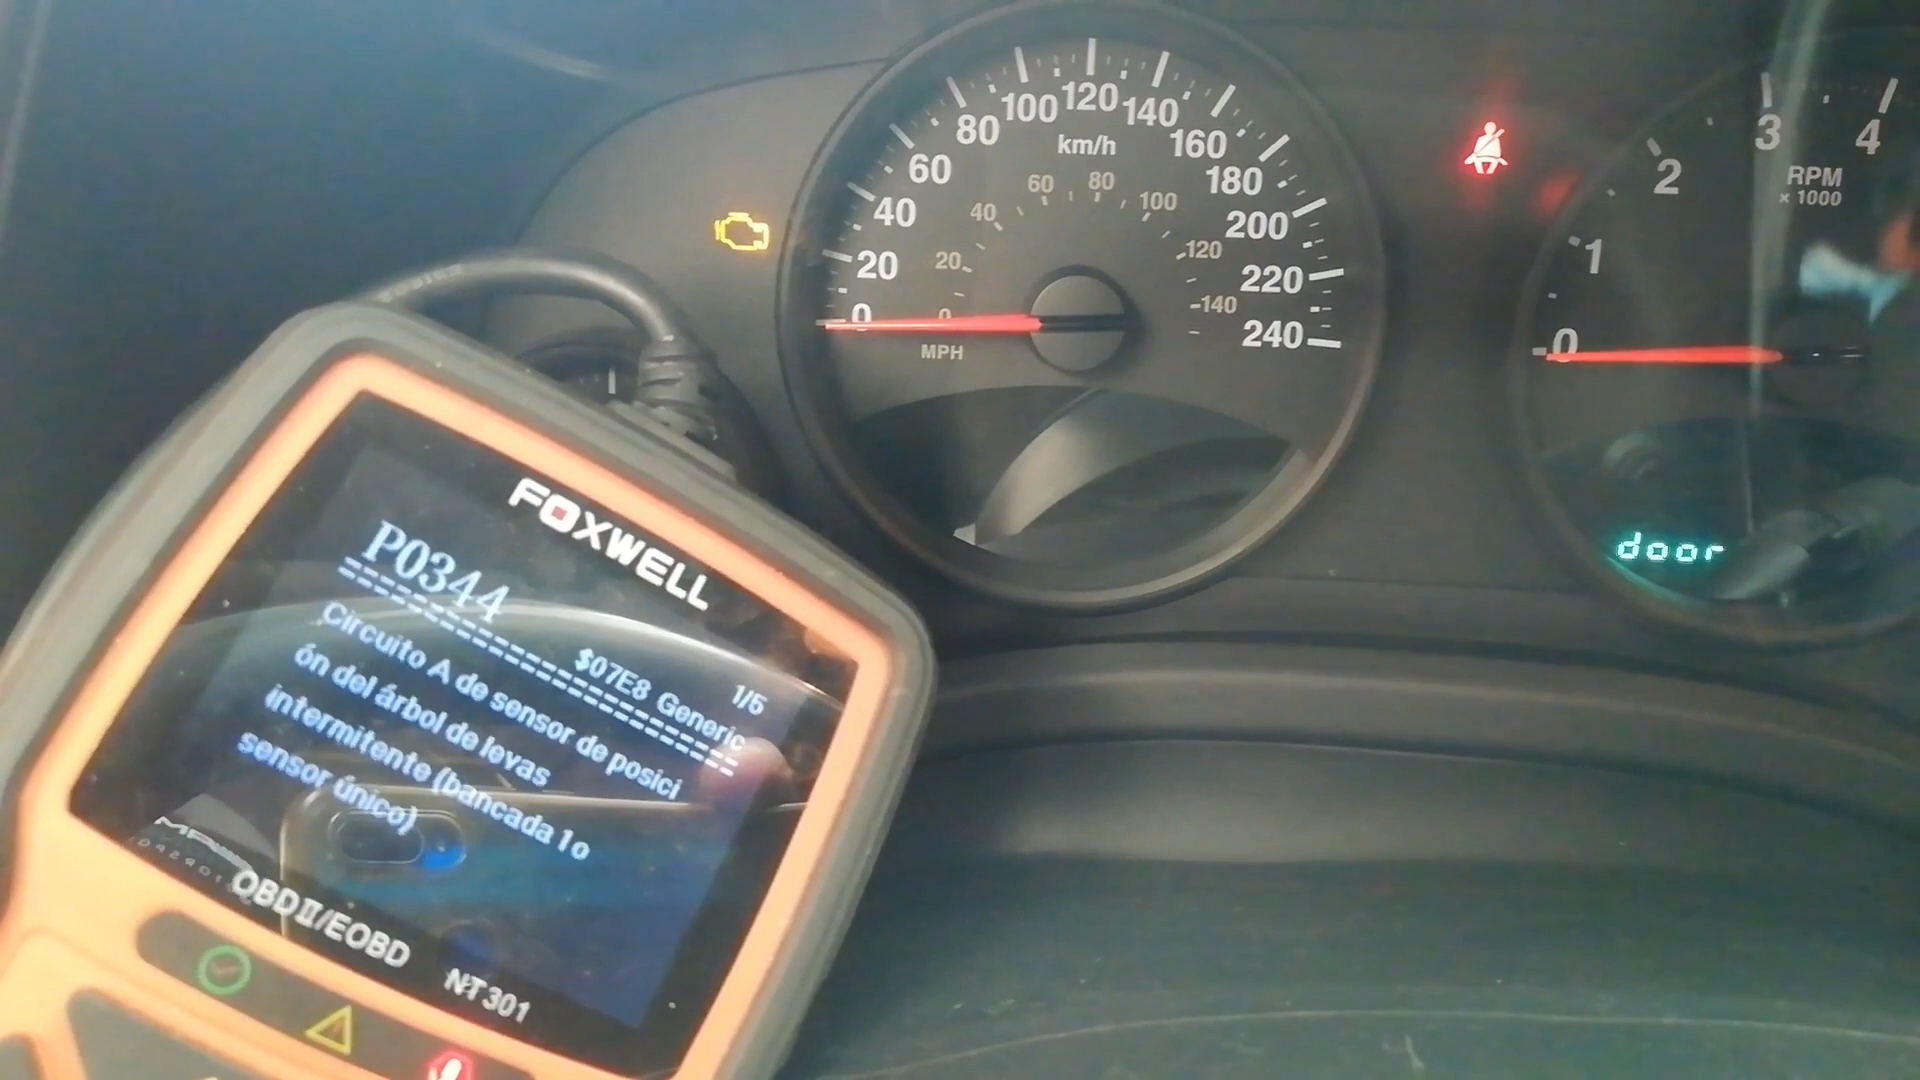 FOXWELL
P0344
$07E8 Generic 1/5
Circuito A de sensor de posici
ón del árbol de levas
intermitente (bancada 1 o
sensor único)
OBDII/EOBD
NT301
0
20
40
60
80
100
120
140
160
180
200
220
240
km/h
0
20
40
60
80
100
120
140
MPH
0
1
2
3
4
RPM
x 1000
door